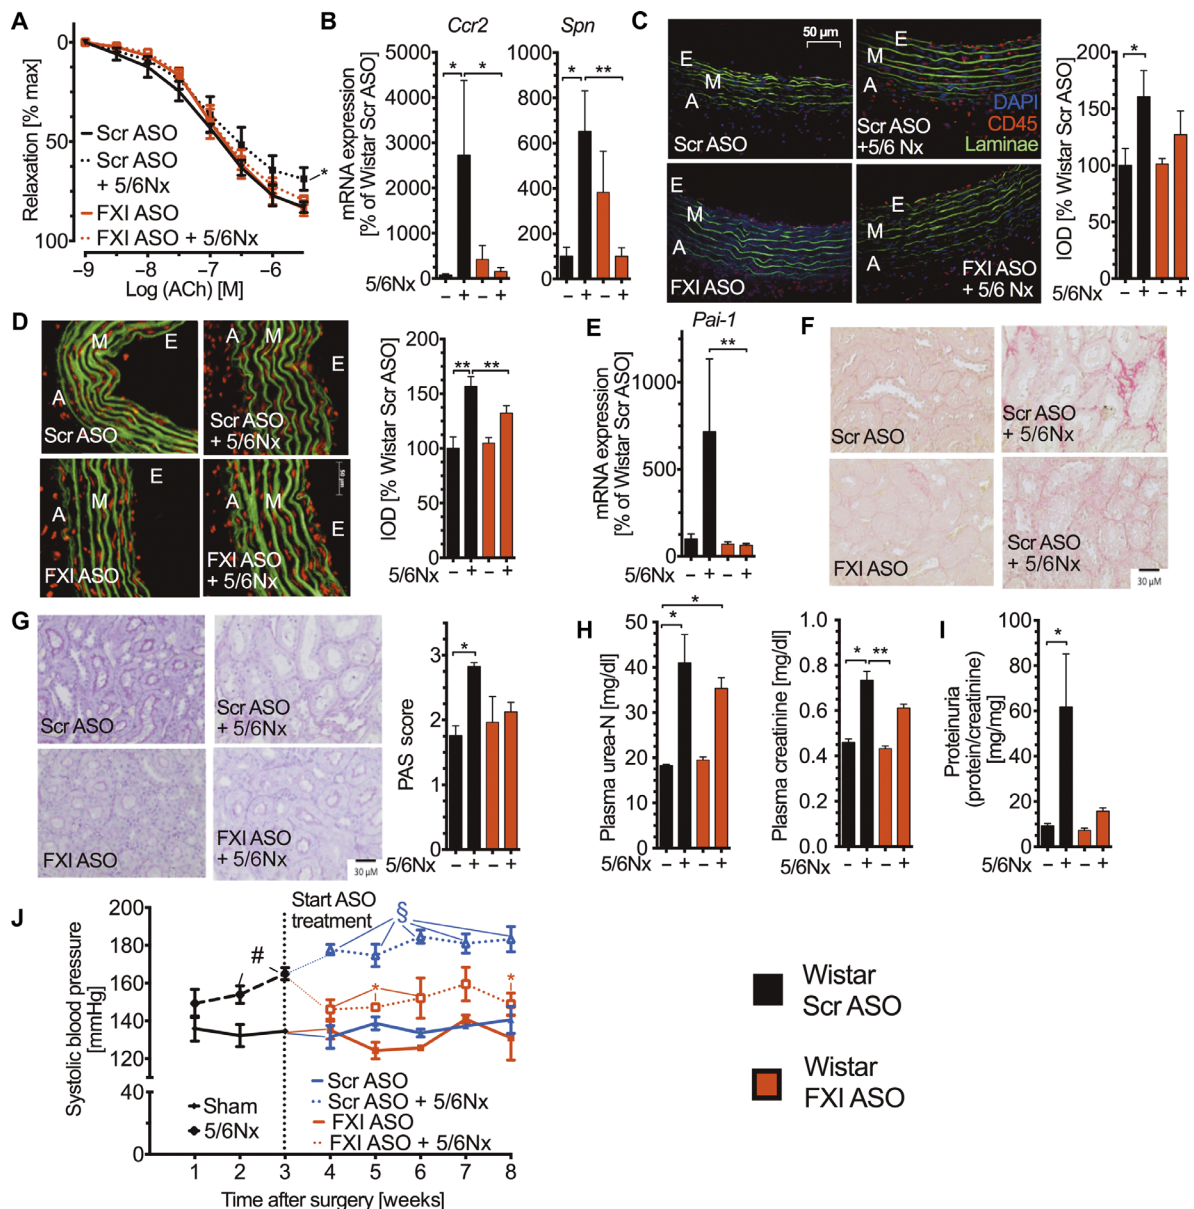 A
Relaxation [% max]
0
50
100
Scr ASO
Scr ASO
+ 5/6Nx
FXI ASO
FXI ASO + 5/6Nx
−9
−8
−7
−6
*
Log (ACh) [M]
B
Ccr2
Spn
mRNA expression
[% of Wistar Scr ASO]
5000
4000
3000
2000
1000
0
* *
1000
800
600
400
200
0
* **
5/6Nx
− + − +
− + − +
C
50 µm
E
M
A
Scr ASO
E
M
A
DAPI
CD45
Laminae
Scr ASO
+5/6 Nx
E
M
A
FXI ASO
E
M
A
FXI ASO
+ 5/6 Nx
IOD [% Wistar Scr ASO]
200
150
100
50
0
*
5/6Nx
− + − +
D
M
E
A
Scr ASO
A
M
E
Scr ASO
+ 5/6Nx
E
M
A
FXI ASO
50 µm
A
M
E
FXI ASO
+ 5/6Nx
IOD [% Wistar Scr ASO]
200
150
100
50
0
** **
5/6Nx
− + − +
E
Pai-1
mRNA expression
[% of Wistar Scr ASO]
1000
500
0
**
5/6Nx
− + − +
F
Scr ASO
Scr ASO
+ 5/6Nx
FXI ASO
Scr ASO
+ 5/6Nx
30 µM
G
Scr ASO
Scr ASO
+ 5/6Nx
FXI ASO
FXI ASO
+ 5/6Nx
30 µM
PAS score
3
2
1
0
*
5/6Nx
− + − +
H
Plasma urea-N [mg/dl]
50
40
30
20
10
0
*
*
5/6Nx
− + − +
Plasma creatinine [mg/dl]
1.0
0.8
0.6
0.4
0.2
0.0
* **
5/6Nx
− + − +
I
Proteinuria
(protein/creatinine)
[mg/mg]
100
80
60
40
20
0
*
5/6Nx
− + − +
J
Systolic blood pressure
[mmHg]
200
180
160
140
120
40
0
Start ASO
treatment
#
§
*
*
Sham
5/6Nx
Scr ASO
Scr ASO + 5/6Nx
FXI ASO
FXI ASO + 5/6Nx
1 2 3 4 5 6 7 8
Time after surgery [weeks]
Wistar
Scr ASO
Wistar
FXI ASO